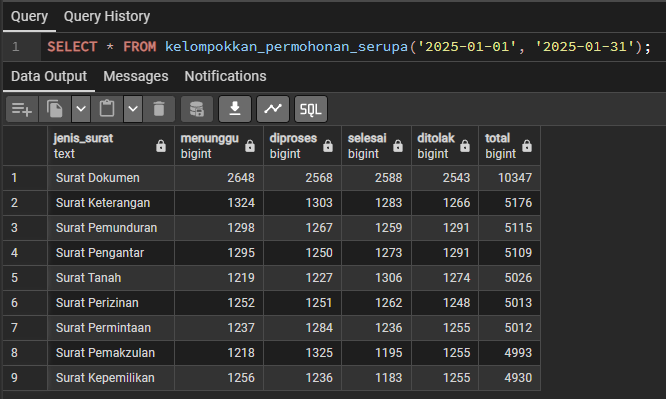 Query Query History
1 SELECT * FROM kelompokkan_permohonan_serupa('2025-01-01', '2025-01-31');
Data Output Messages Notifications
SQL
jenis_surat menunggu diproses selesai ditolak total
text bigint bigint bigint bigint bigint
1 Surat Dokumen 2648 2568 2588 2543 10347
2 Surat Keterangan 1324 1303 1283 1266 5176
3 Surat Pemunduran 1298 1267 1259 1291 5115
4 Surat Pengantar 1295 1250 1273 1291 5109
5 Surat Tanah 1219 1227 1306 1274 5026
6 Surat Perizinan 1252 1251 1262 1248 5013
7 Surat Permintaan 1237 1284 1236 1255 5012
8 Surat Pemakzulan 1218 1325 1195 1255 4993
9 Surat Kepemilikan 1256 1236 1183 1255 4930